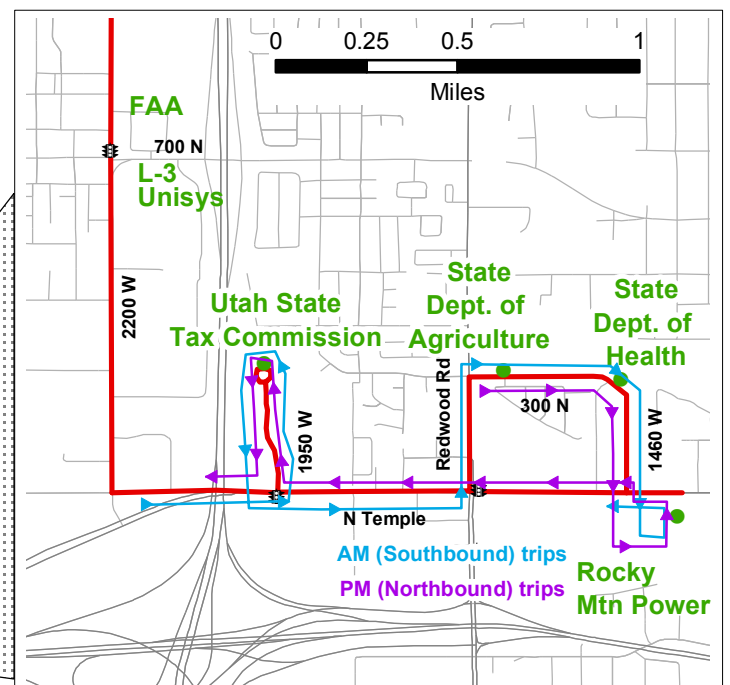 0 0.25 0.5 1
Miles
FAA
700 N
L-3
Unisys
2200 W
Utah State
Tax Commission
1950 W
State
Dept. of
Agriculture
State
Dept. of
Health
Redwood Rd
300 N
1460 W
N Temple
AM (Southbound) trips
PM (Northbound) trips
Rocky
Mtn Power